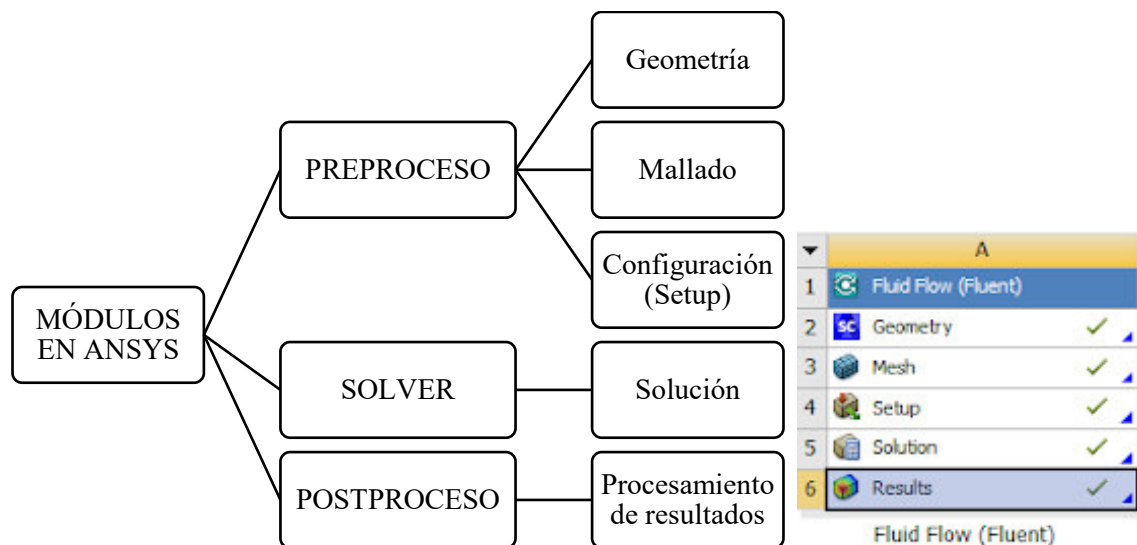 MÓDULOS
EN ANSYS
PREPROCESO
Geometría
Mallado
Configuración
(Setup)
SOLVER
Solución
POSTPROCESO
Procesamiento
de resultados
A
1 Fluid Flow (Fluent)
2 SC Geometry
3 Mesh
4 Setup
5 Solution
6 Results
Fluid Flow (Fluent)